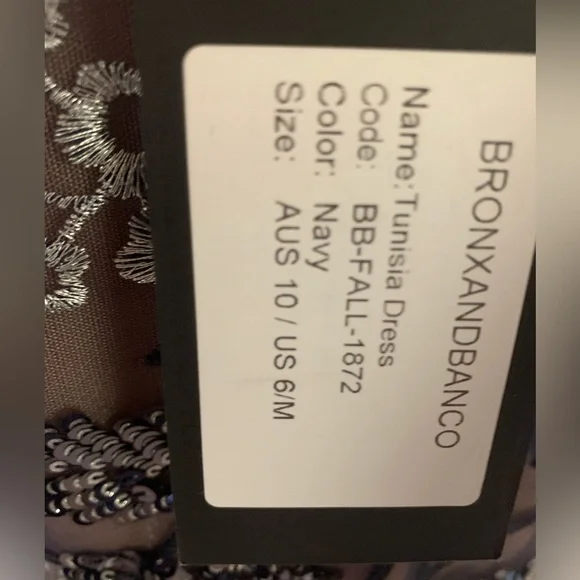 BRONXANDBANCO
Name:Tunisia Dress
Code: BB-FALL-1872
Color: Navy
Size: AUS 10 / US 6/M